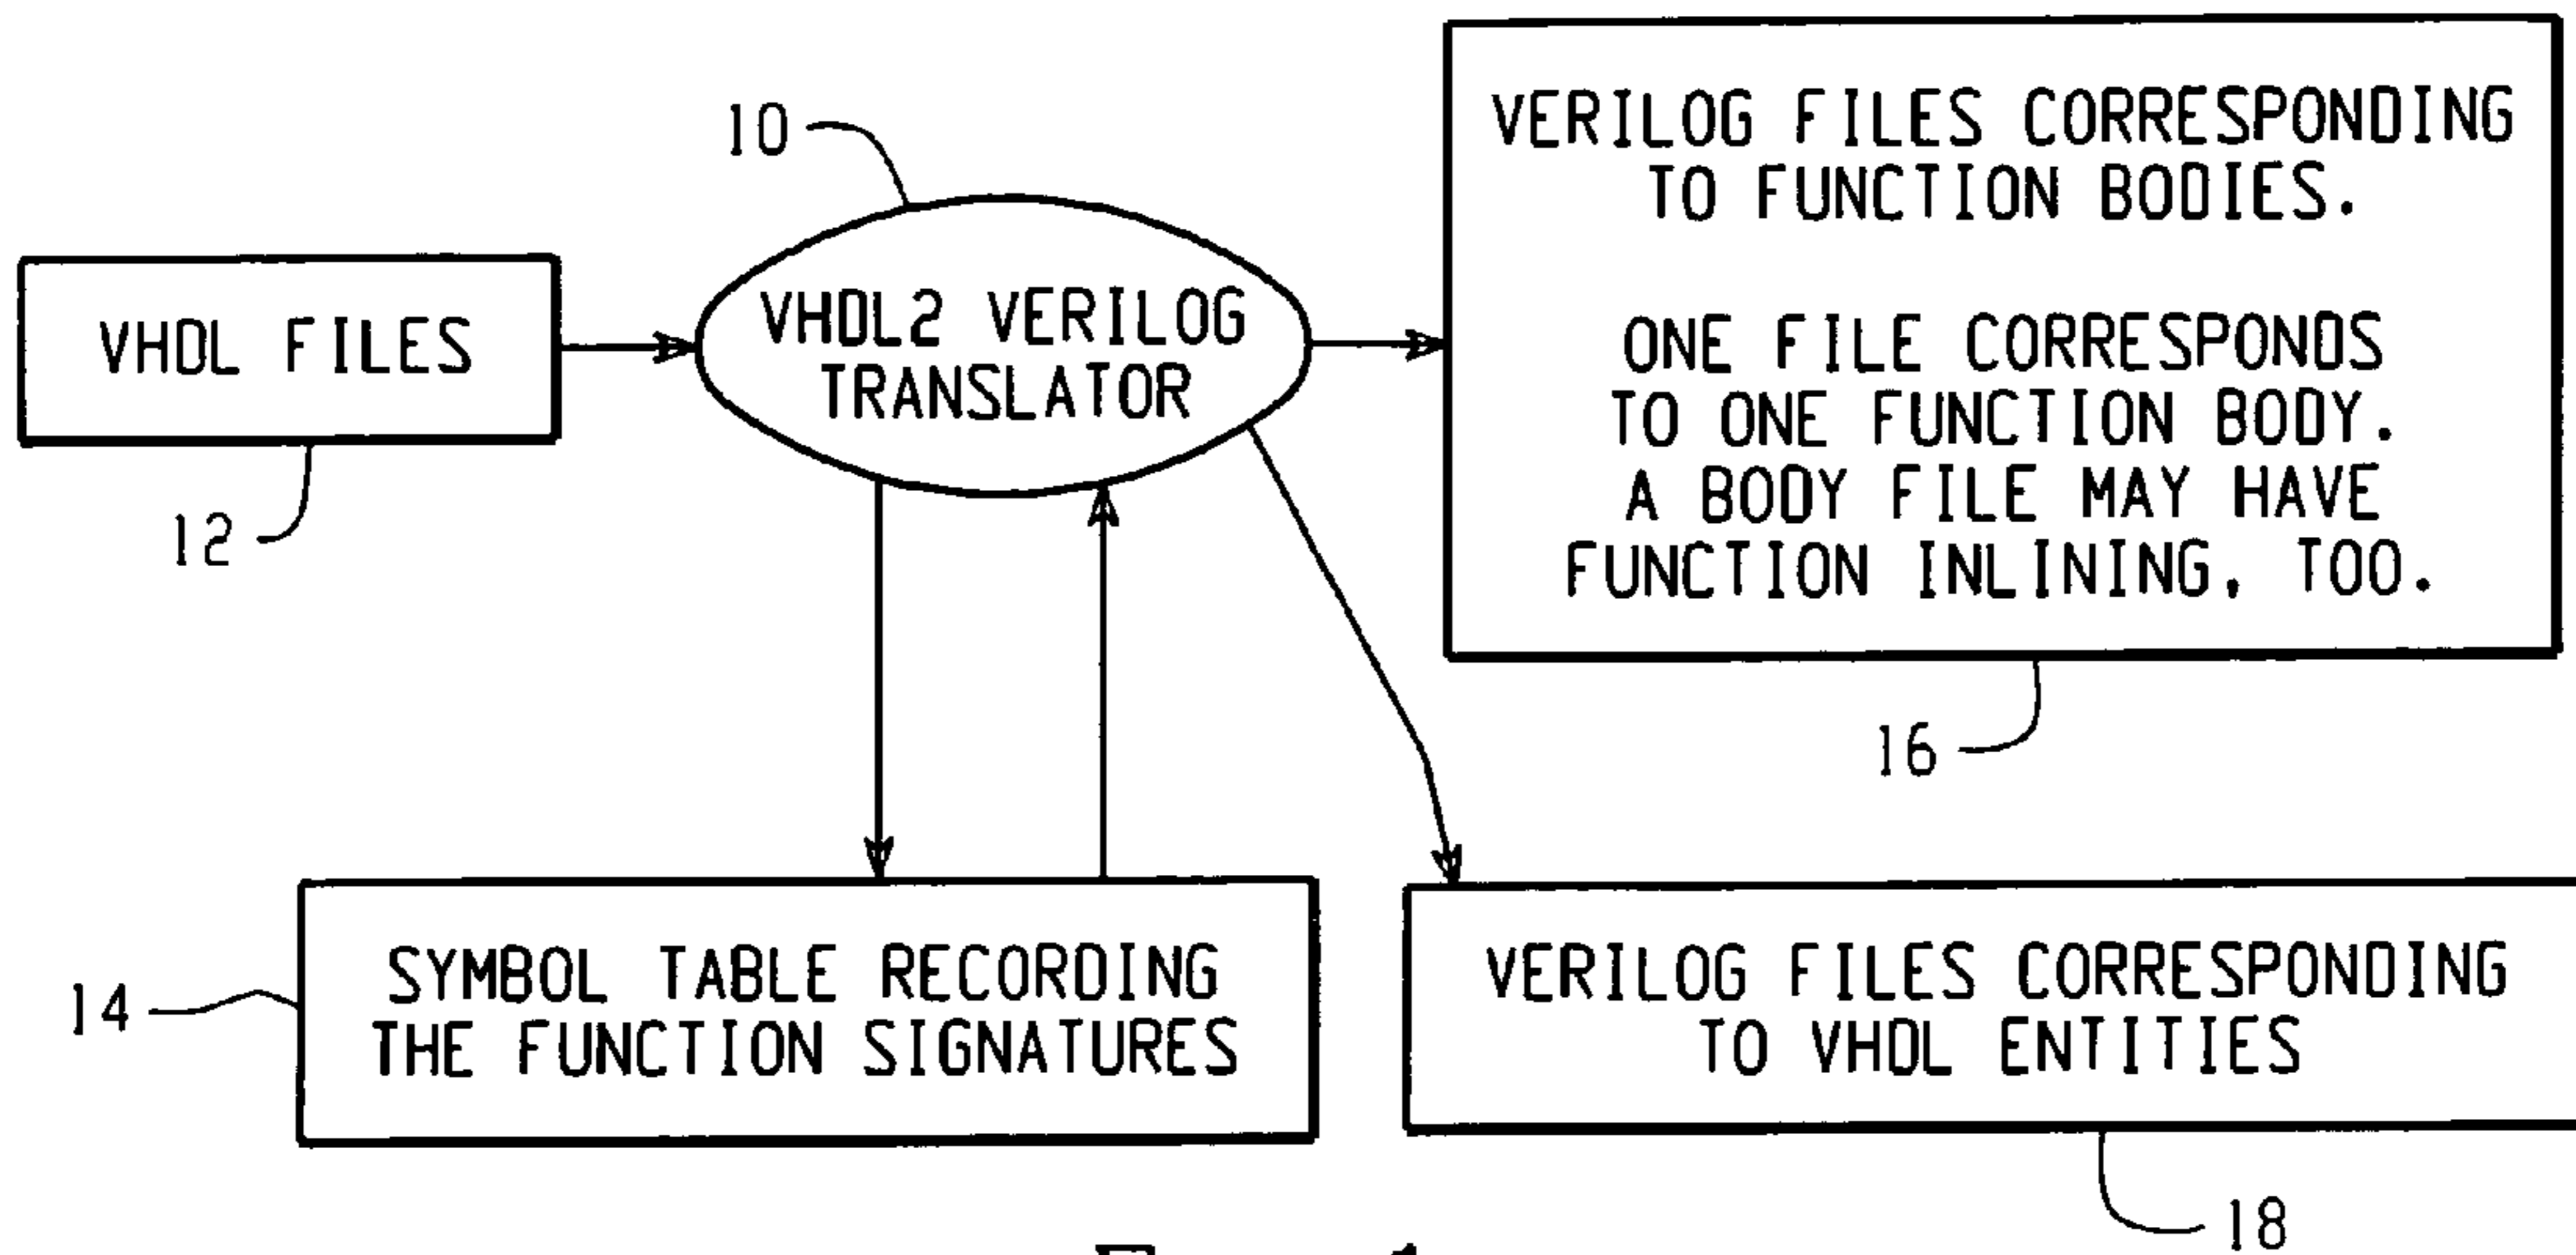 10
VERILOG FILES CORRESPONDING
TO FUNCTION BODIES.
ONE FILE CORRESPONDS
TO ONE FUNCTION BODY.
A BODY FILE MAY HAVE
FUNCTION INLINING, TOO.
16
VHDL FILES
12
VHDL2 VERILOG
TRANSLATOR
14
SYMBOL TABLE RECORDING
THE FUNCTION SIGNATURES
VERILOG FILES CORRESPONDING
TO VHDL ENTITIES
18